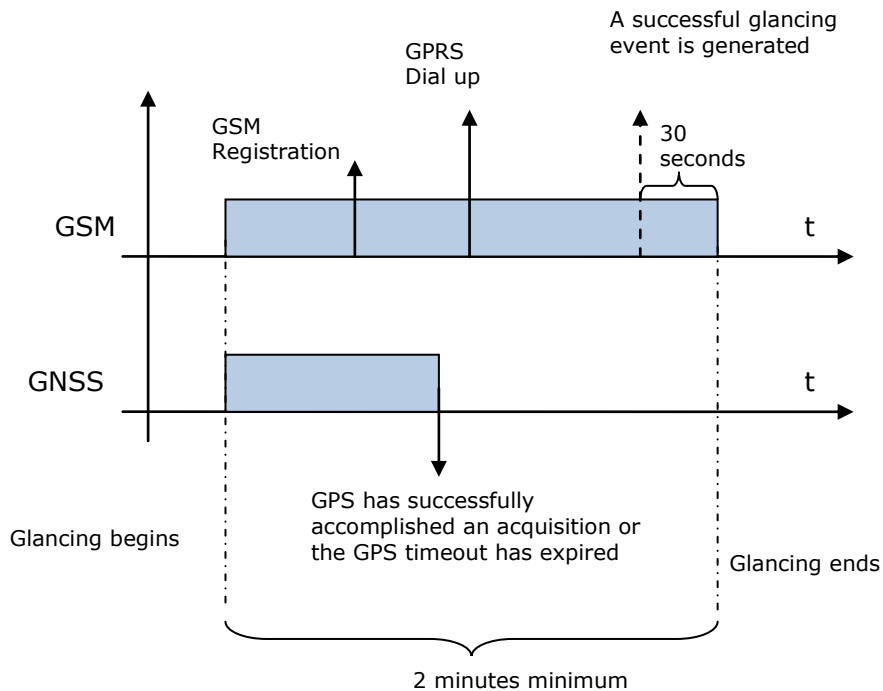 A successful glancing
event is generated
GPRS
Dial up
GSM
Registration
30
seconds
GSM
t
GNSS
t
GPS has successfully
accomplished an acquisition or
the GPS timeout has expired
Glancing begins
Glancing ends
2 minutes minimum